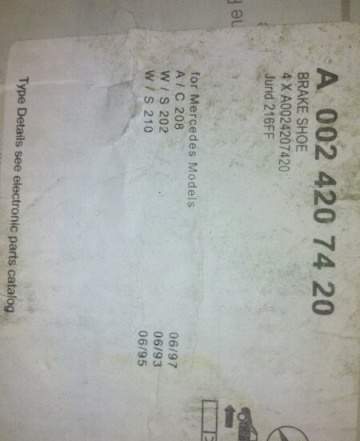 A 002 420 74 20
BRAKE SHOE
4 X A0024207420
Jurid 216FF
for Mercedes Models
A / C 208 06/97
W / S 202 06/93
W / S 210 06/95
Type Details see electronic parts catalog